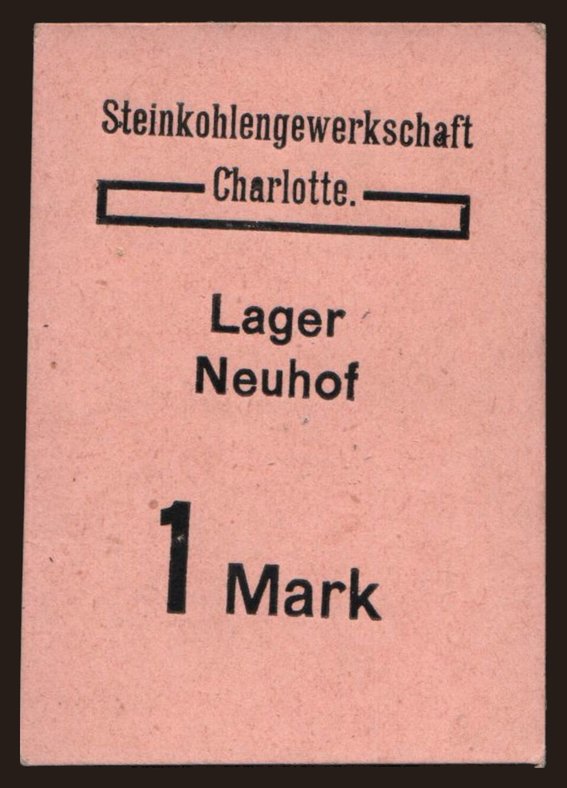 Steinkohlengewerkschaft
Charlotte.
Lager
Neuhof
1 Mark